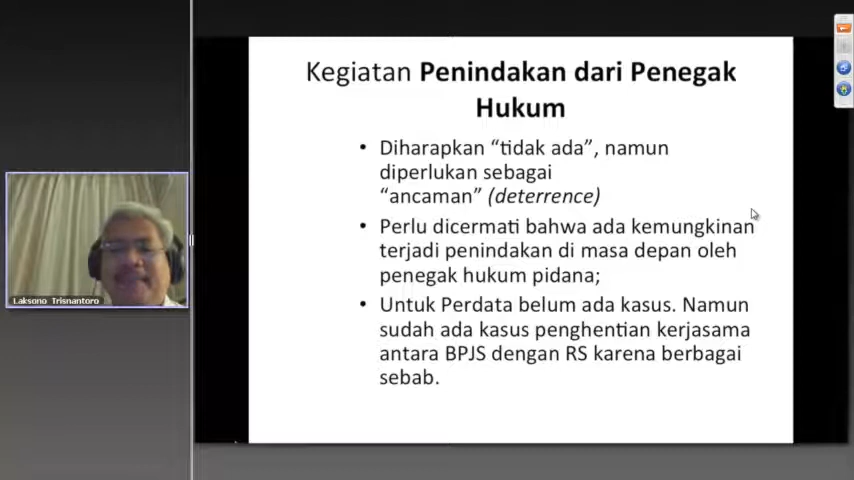 Kegiatan Penindakan dari Penegak
Hukum
• Diharapkan “tidak ada”, namun
diperlukan sebagai
“ancaman” (deterrence)
• Perlu dicermati bahwa ada kemungkinan
terjadi penindakan di masa depan oleh
penegak hukum pidana;
• Untuk Perdata belum ada kasus. Namun
sudah ada kasus penghentian kerjasama
antara BPJS dengan RS karena berbagai
sebab.
Laksono Trisnantoro